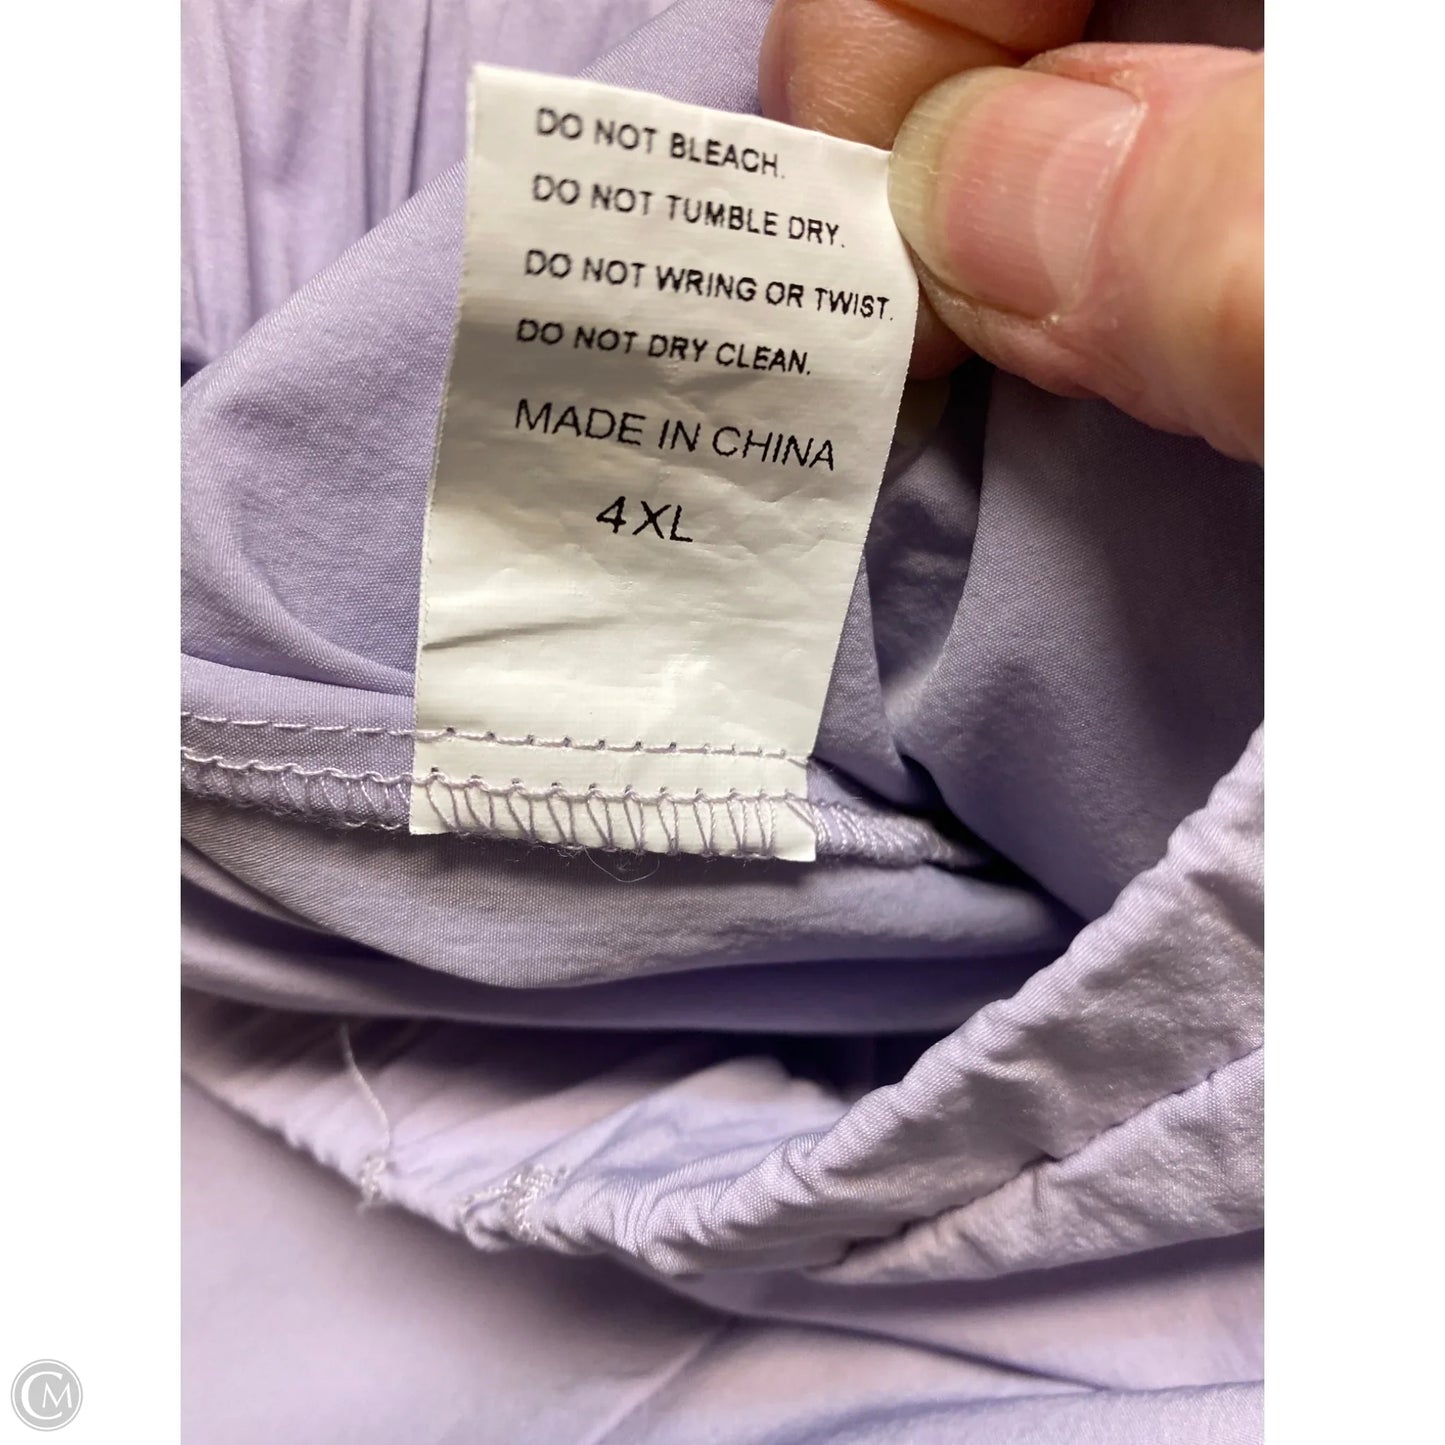 DO NOT BLEACH.
DO NOT TUMBLE DRY.
DO NOT WRING OR TWIST.
DO NOT DRY CLEAN.
MADE IN CHINA
4XL
CM